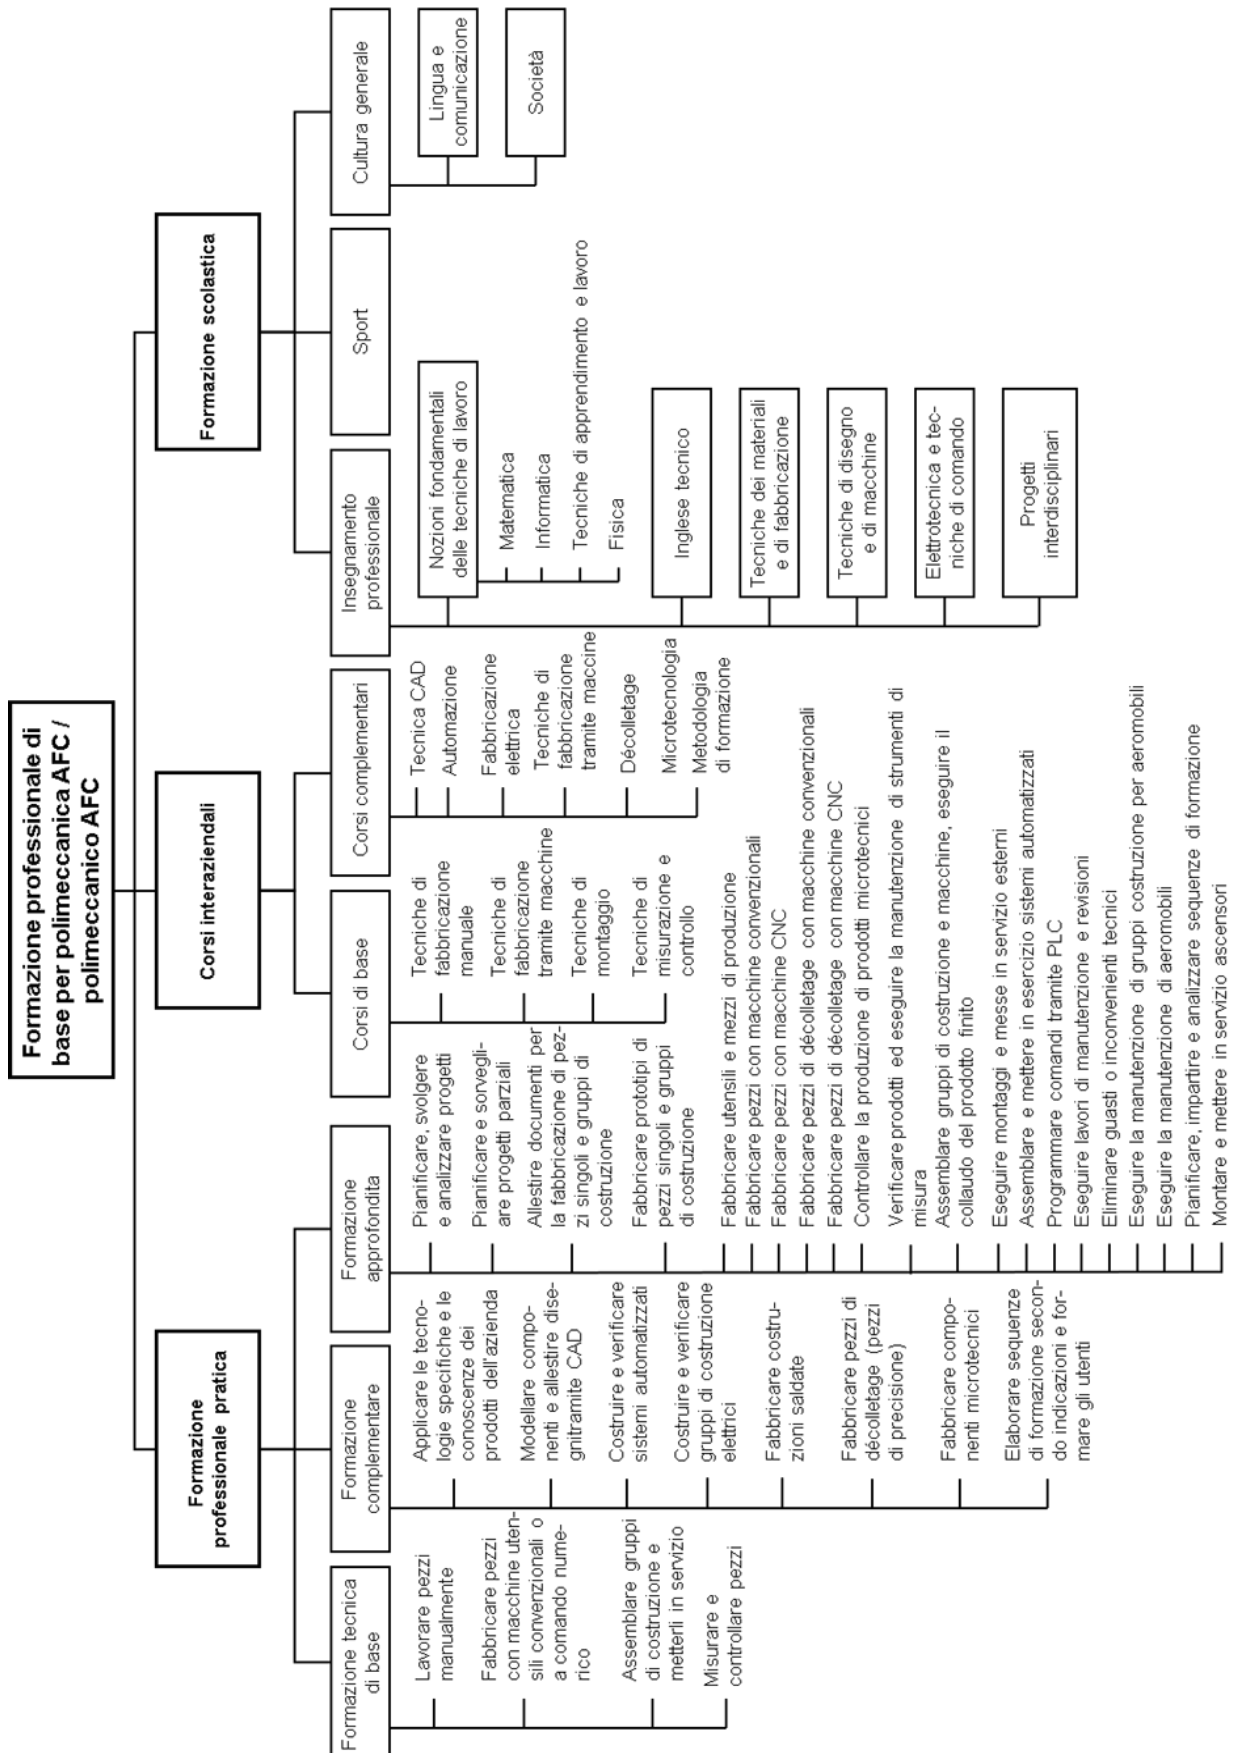 Formazione professionale di
base per polimeccanica AFC /
polimeccanico AFC
Formazione
professionale pratica
Corsi interaziendali
Formazione scolastica
Formazione tecnica
di base
Lavorare pezzi
manualmente
Fabbricare pezzi
con macchine uten-
sili convenzionali o
a comando nume-
rico
Assemblare gruppi
di costruzione e
metterli in servizio
Misurare e
controllare pezzi
Formazione
complementare
Applicare le tecno-
logie specifiche e le
conoscenze dei
prodotti dell'azienda
Modellare compo-
nenti e allestire dise-
gnitramite CAD
Costruire e verificare
sistemi automatizzati
Costruire e verificare
gruppi di costruzione
elettrici
Fabbricare costru-
zioni saldate
Fabbricare pezzi di
décolletage (pezzi
di precisione)
Fabbricare compo-
nenti microtecnici
Elaborare sequenze
di formazione secon-
do indicazioni e for-
mare gli utenti
Formazione
approfondita
Pianificare, svolgere
e analizzare progetti
Pianificare e sorvegli-
are progetti parziali
Allestire documenti per
la fabbricazione di pez-
zi singoli e gruppi di
costruzione
Fabbricare prototipi di
pezzi singoli e gruppi
di costruzione
Fabbricare utensili e mezzi di produzione
Fabbricare pezzi con macchine convenzionali
Fabbricare pezzi con macchine CNC
Fabbricare pezzi di décolletage con macchine convenzionali
Fabbricare pezzi di décolletage con macchine CNC
Controllare la produzione di prodotti microtecnici
Verificare prodotti ed eseguire la manutenzione di strumenti di
misura
Assemblare gruppi di costruzione e macchine, eseguire il
collaudo del prodotto finito
Eseguire montaggi e messe in servizio esterni
Assemblare e mettere in esercizio sistemi automatizzati
Programmare comandi tramite PLC
Eseguire lavori di manutenzione e revisioni
Eliminare guasti o inconvenienti tecnici
Eseguire la manutenzione di gruppi costruzione per aeromobili
Eseguire la manutenzione di aeromobili
Pianificare, impartire e analizzare sequenze di formazione
Montare e mettere in servizio ascensori
Corsi di base
Tecniche di
fabbricazione
manuale
Tecniche di
fabbricazione
tramite macchine
Tecniche di
montaggio
Tecniche di
misurazione e
controllo
Corsi complementari
Tecnica CAD
Automazione
Fabbricazione
elettrica
Tecniche di
fabbricazione
tramite maccine
Décolletage
Microtecnologia
Metodologia
di formazione
Insegnamento
professionale
Nozioni fondamentali
delle tecniche di lavoro
Matematica
Informatica
Tecniche di apprendimento e lavoro
Fisica
Inglese tecnico
Tecniche dei materiali
e di fabbricazione
Tecniche di disegno
e di macchine
Elettrotecnica e tec-
niche di comando
Progetti
interdisciplinari
Sport
Cultura generale
Lingua e
comunicazione
Società